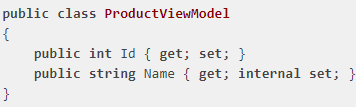 public class ProductViewModel
{
    public int Id { get; set; }
    public string Name { get; internal set; }
}